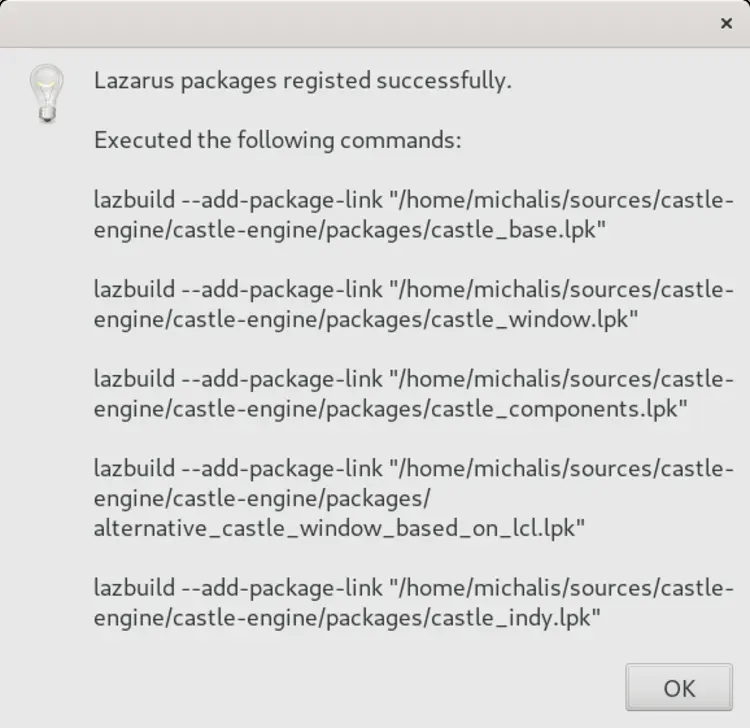 Lazarus packages registed successfully.
Executed the following commands:
lazbuild --add-package-link "/home/michalis/sources/castle-
engine/castle-engine/packages/castle_base.lpk"
lazbuild --add-package-link "/home/michalis/sources/castle-
engine/castle-engine/packages/castle_window.lpk"
lazbuild --add-package-link "/home/michalis/sources/castle-
engine/castle-engine/packages/castle_components.lpk"
lazbuild --add-package-link "/home/michalis/sources/castle-
engine/castle-engine/packages/
alternative_castle_window_based_on_lcl.lpk"
lazbuild --add-package-link "/home/michalis/sources/castle-
engine/castle-engine/packages/castle_indy.lpk"
OK